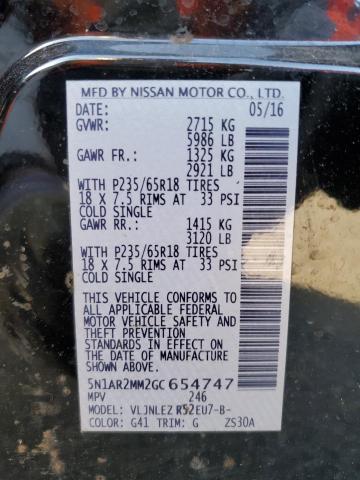 MFD BY NISSAN MOTOR CO., LTD.
DATE: 05/16
GVWR: 2715 KG
5986 LB
GAWR FR.: 1325 KG
2921 LB
WITH P235/65R18 TIRES
18 X 7.5 RIMS AT 33 PSI
COLD SINGLE
GAWR RR.: 1415 KG
3120 LB
WITH P235/65R18 TIRES
18 X 7.5 RIMS AT 33 PSI
COLD SINGLE
THIS VEHICLE CONFORMS TO
ALL APPLICABLE FEDERAL
MOTOR VEHICLE SAFETY
AND THEFT PREVENTION
STANDARDS IN EFFECT ON
THE DATE OF MANUFACTURE
SHOWN ABOVE.
5N1AR2MM2GC654747
MPV 246
MODEL: VLJNLEZ R52EU7-B-
COLOR: G41 TRIM: G ZS30A